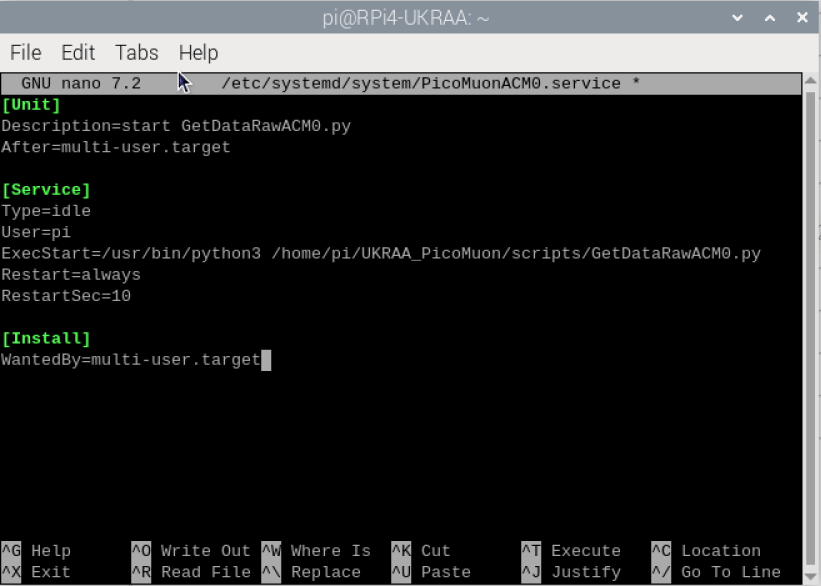 pi@RPi4-UKRAA: ~
File Edit Tabs Help
GNU nano 7.2 /etc/systemd/system/PicoMuonACM0.service *
[Unit]
Description=start GetDataRawACM0.py
After=multi-user.target
[Service]
Type=idle
User=pi
ExecStart=/usr/bin/python3 /home/pi/UKRAA_PicoMuon/scripts/GetDataRawACM0.py
Restart=always
RestartSec=10
[Install]
WantedBy=multi-user.target
^G Help ^O Write Out ^W Where Is ^K Cut ^T Execute ^C Location
^X Exit ^R Read File ^\ Replace ^U Paste ^J Justify ^/ Go To Line